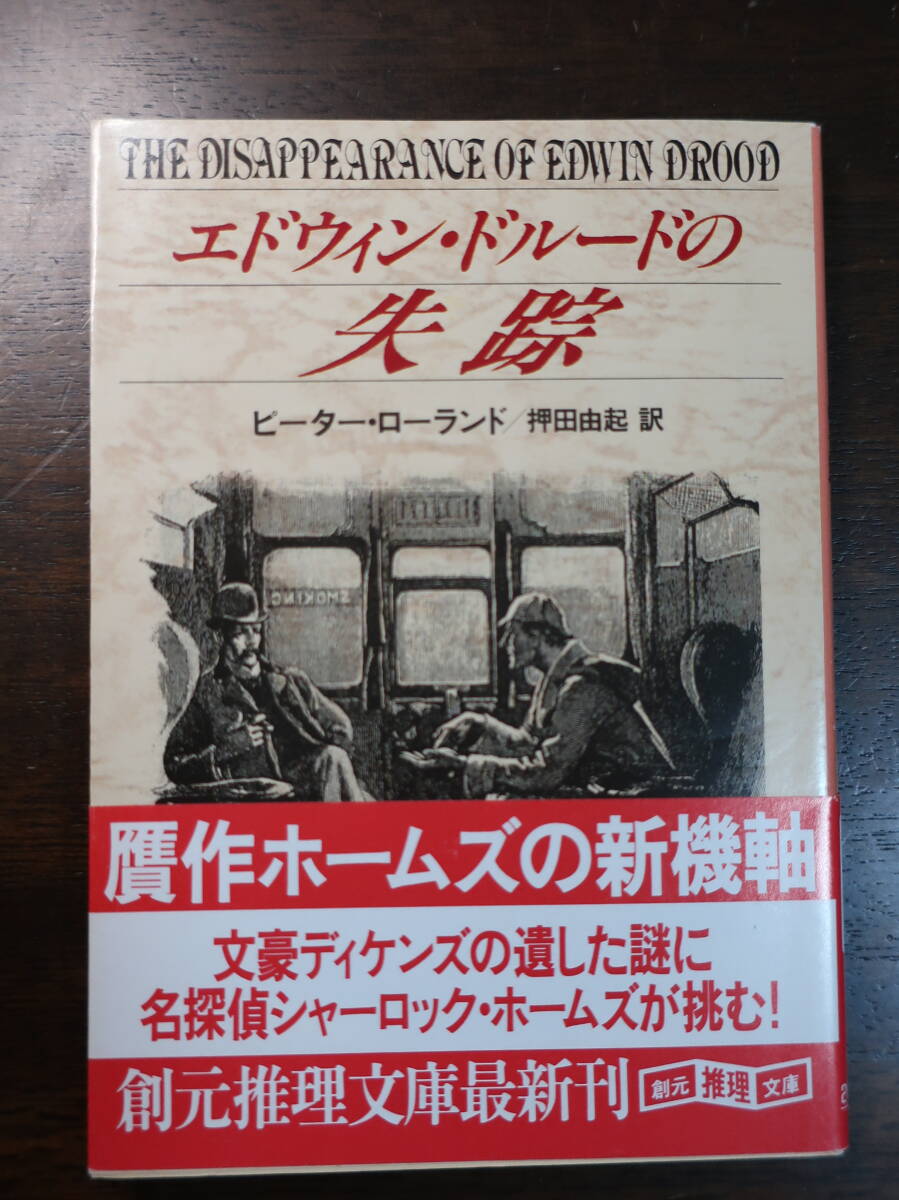 THE DISAPPEARANCE OF EDWIN DROOD
エドウィン・ドルードの
失踪
ピーター・ローランド/押田由起 訳
SMOKING
贋作ホームズの新機軸
文豪ディケンズの遺した謎に
名探偵シャーロック・ホームズが挑む!
創元推理文庫最新刊
創元 推理 文庫